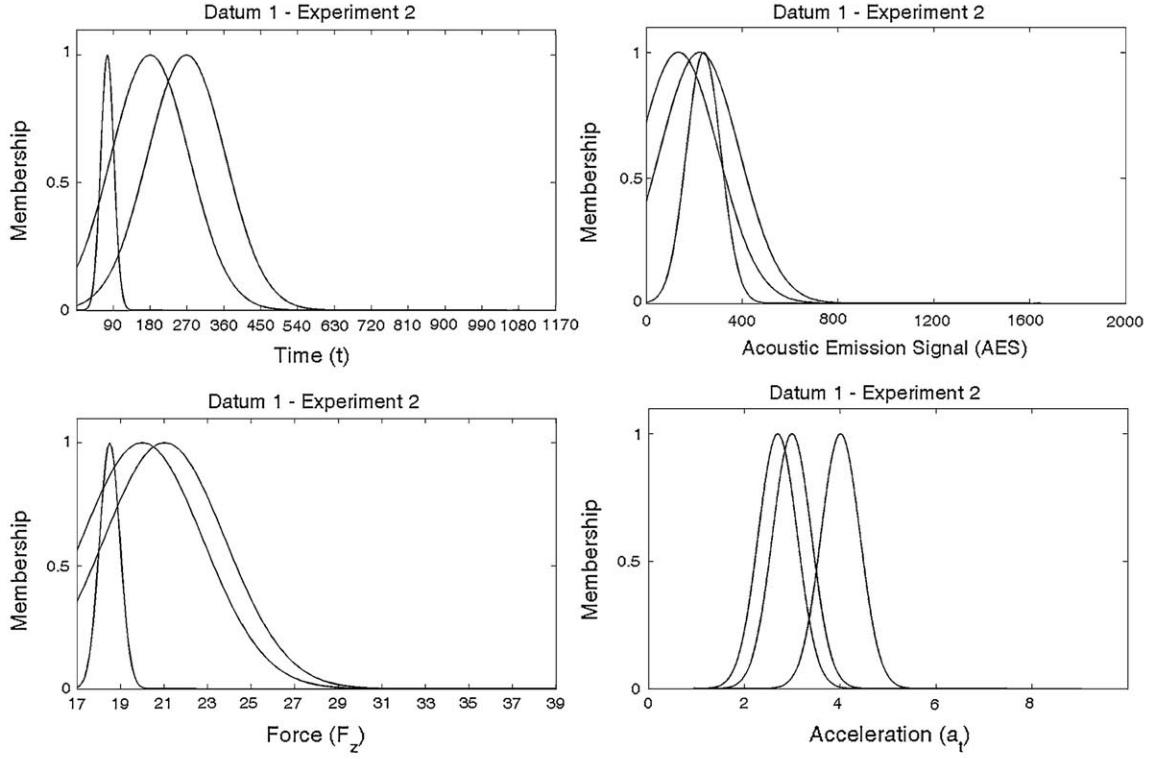 Datum 1 - Experiment 2
1
0.5
0
Membership
90 180 270 360 450 540 630 720 810 900 990 1080 1170
Time (t)
Datum 1 - Experiment 2
1
0.5
0
Membership
0 400 800 1200 1600 2000
Acoustic Emission Signal (AES)
Datum 1 - Experiment 2
1
0.5
0
Membership
17 19 21 23 25 27 29 31 33 35 37 39
Force (F_z)
Datum 1 - Experiment 2
1
0.5
0
Membership
0 2 4 6 8
Acceleration (a_t)